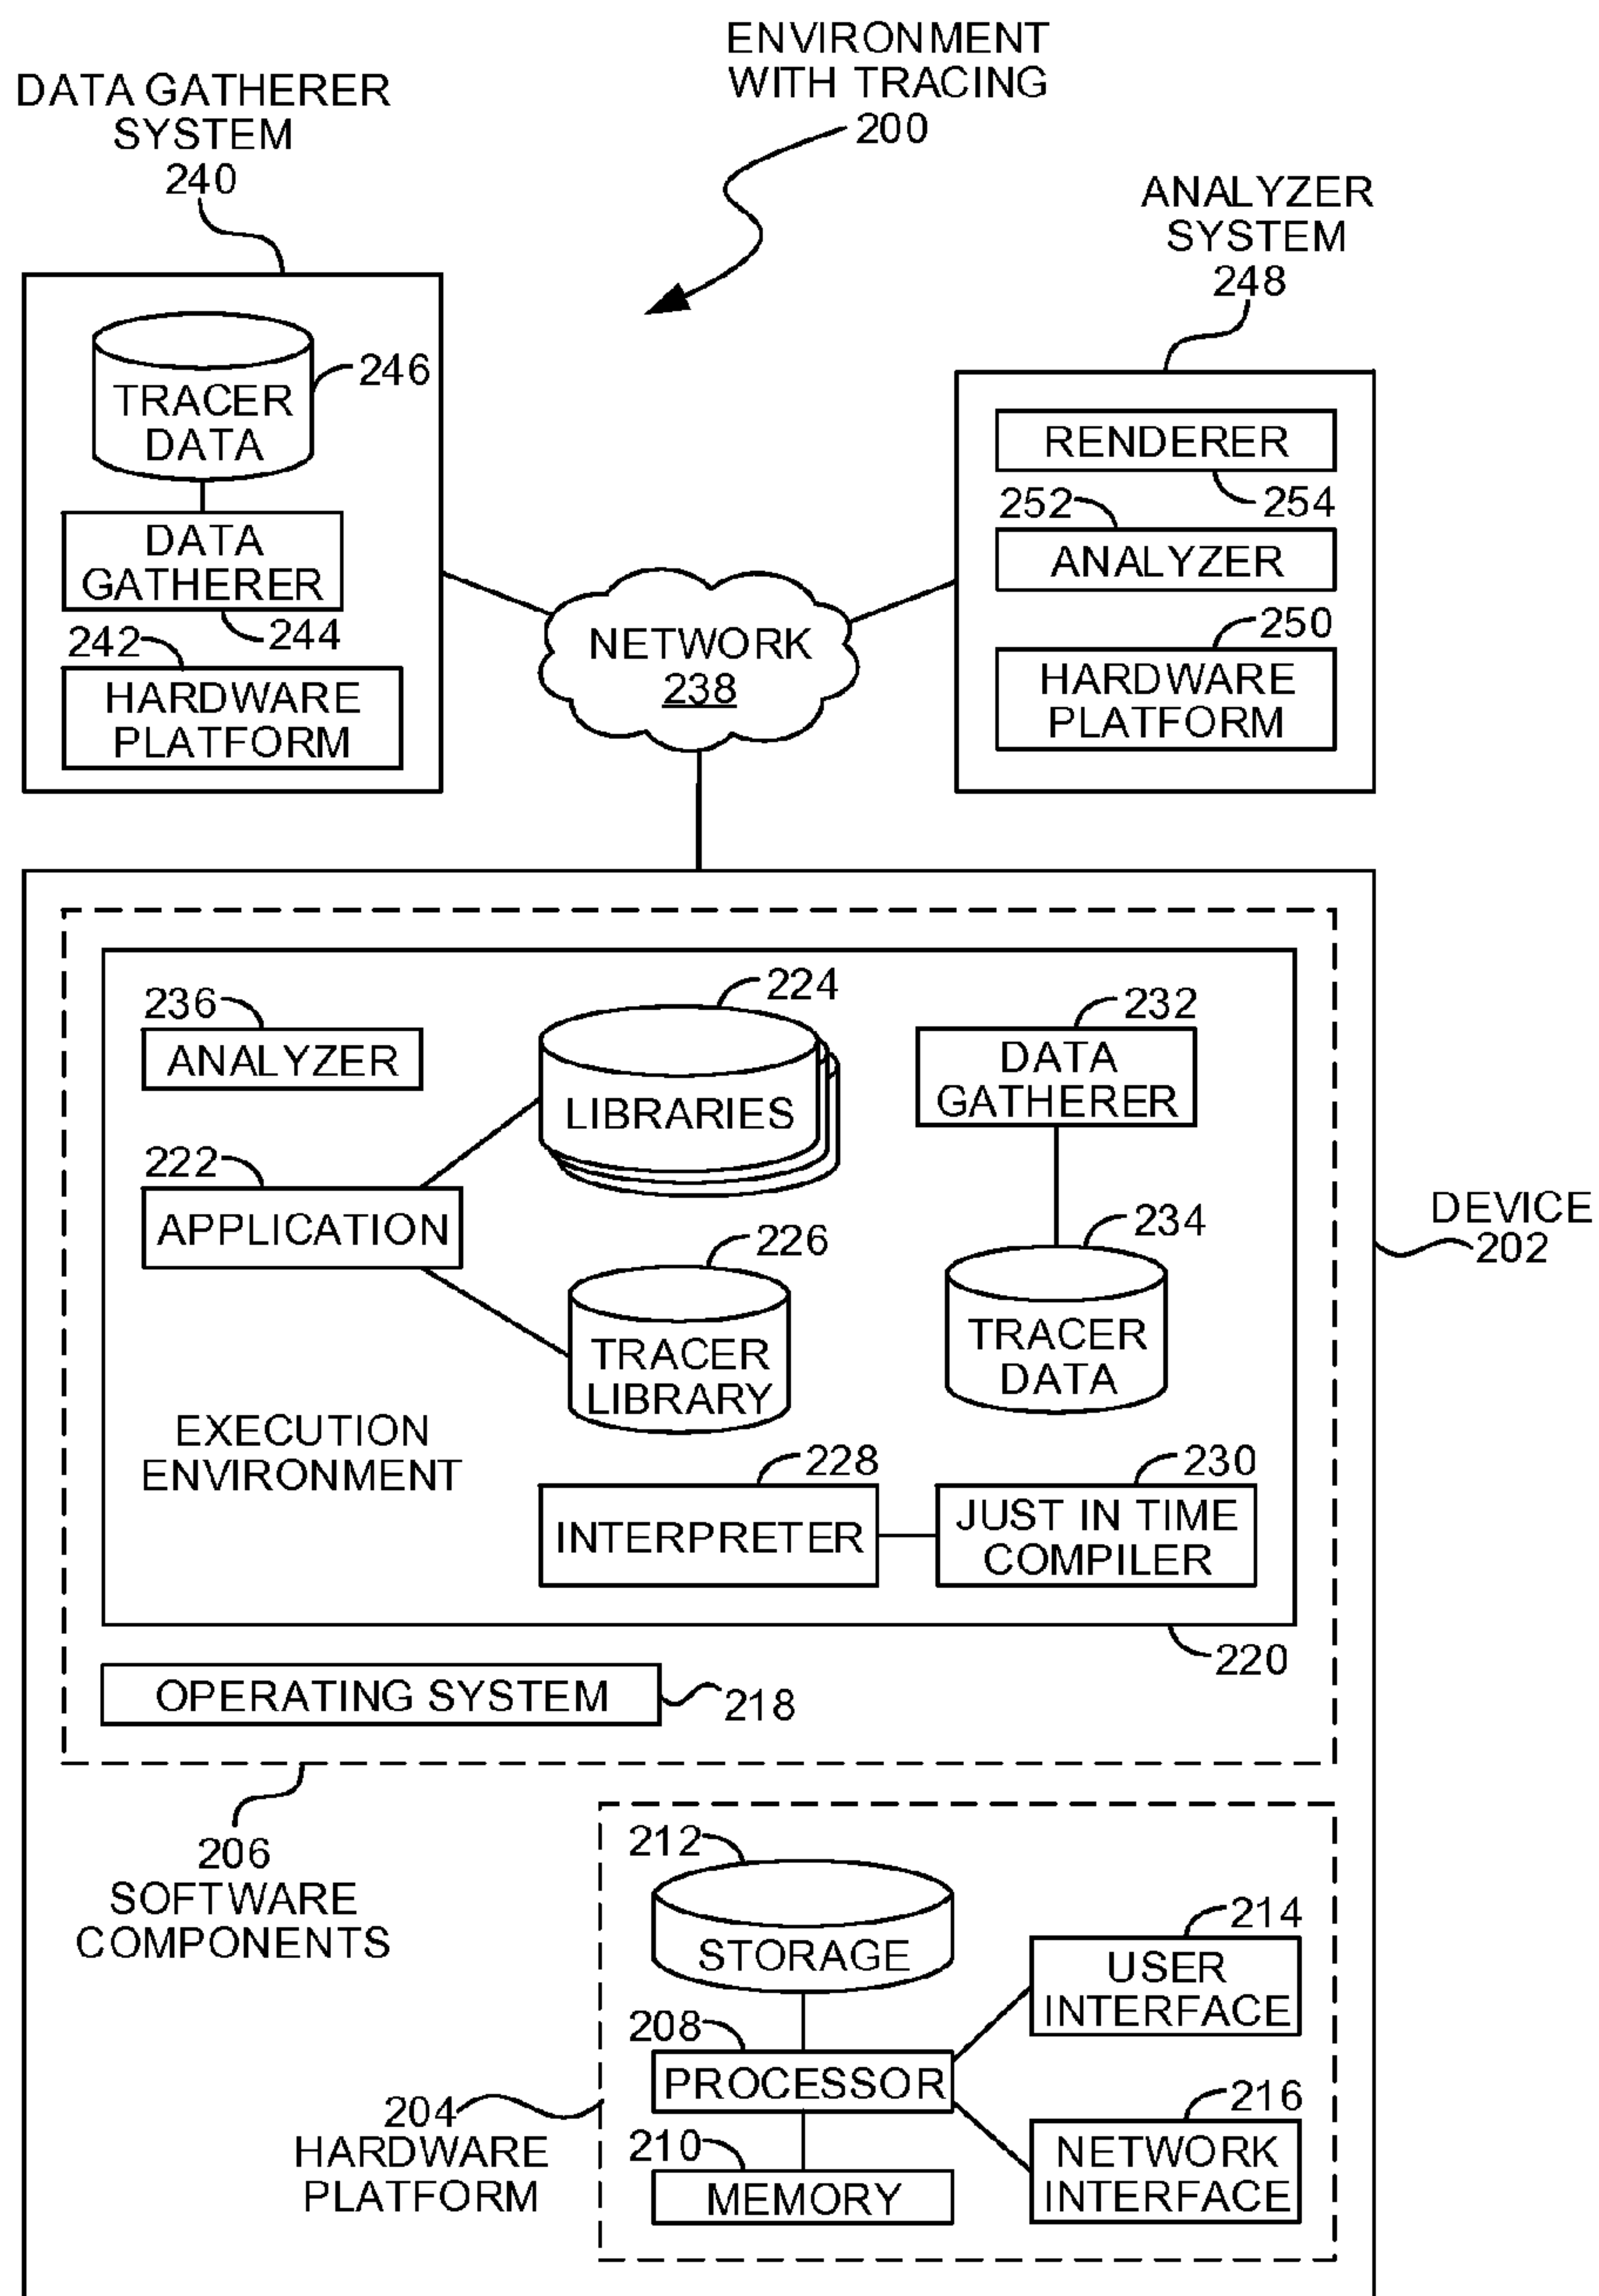 ENVIRONMENT
WITH TRACING
200
DATA GATHERER
SYSTEM
240
ANALYZER
SYSTEM
248
TRACER
DATA
246
DATA
GATHERER
244
242
HARDWARE
PLATFORM
NETWORK
238
RENDERER
254
252
ANALYZER
250
HARDWARE
PLATFORM
236
ANALYZER
224
LIBRARIES
232
DATA
GATHERER
222
APPLICATION
226
TRACER
LIBRARY
234
TRACER
DATA
DEVICE
202
EXECUTION
ENVIRONMENT
228
INTERPRETER
230
JUST IN TIME
COMPILER
220
OPERATING SYSTEM
218
206
SOFTWARE
COMPONENTS
212
STORAGE
214
USER
INTERFACE
208
PROCESSOR
204
HARDWARE
PLATFORM
210
MEMORY
216
NETWORK
INTERFACE